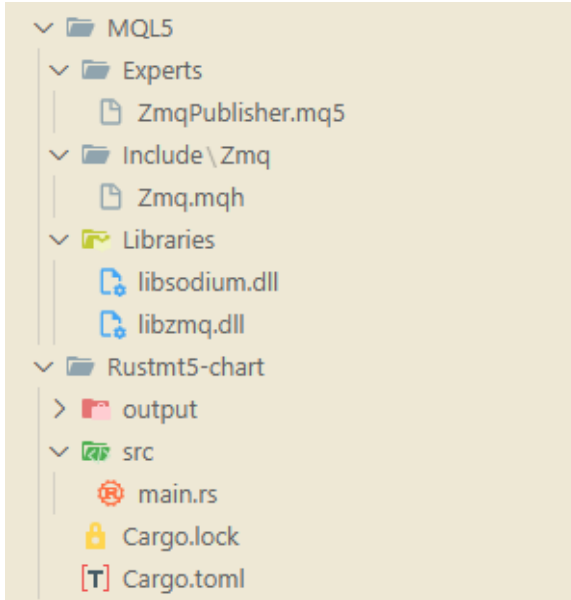 MQL5
Experts
ZmqPublisher.mq5
Include\Zmq
Zmq.mqh
Libraries
libsodium.dll
libzmq.dll
Rustmt5-chart
output
src
main.rs
Cargo.lock
[T] Cargo.toml